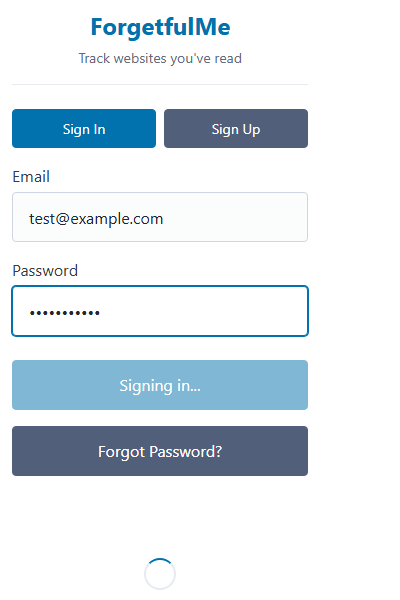 ForgetfulMe
Track websites you've read
Sign In
Sign Up
Email
test@example.com
Password
•••••••••••
Signing in...
Forgot Password?